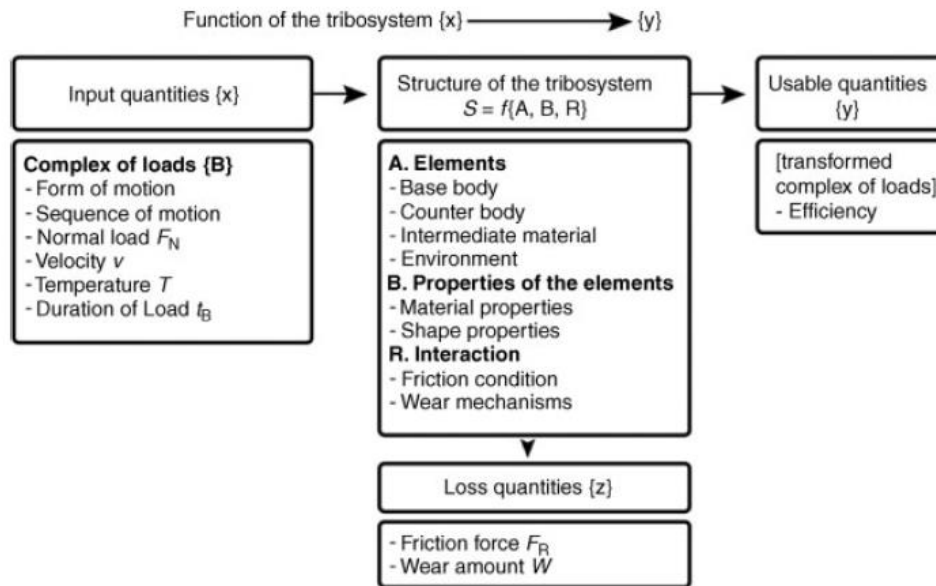 Function of the tribosystem {x} {y}
Input quantities {x}
Complex of loads {B}
- Form of motion
- Sequence of motion
- Normal load F_N
- Velocity v
- Temperature T
- Duration of Load t_B
Structure of the tribosystem
S = f{A, B, R}
A. Elements
- Base body
- Counter body
- Intermediate material
- Environment
B. Properties of the elements
- Material properties
- Shape properties
R. Interaction
- Friction condition
- Wear mechanisms
Usable quantities
{y}
[transformed
complex of loads]
- Efficiency
Loss quantities {z}
- Friction force F_R
- Wear amount W